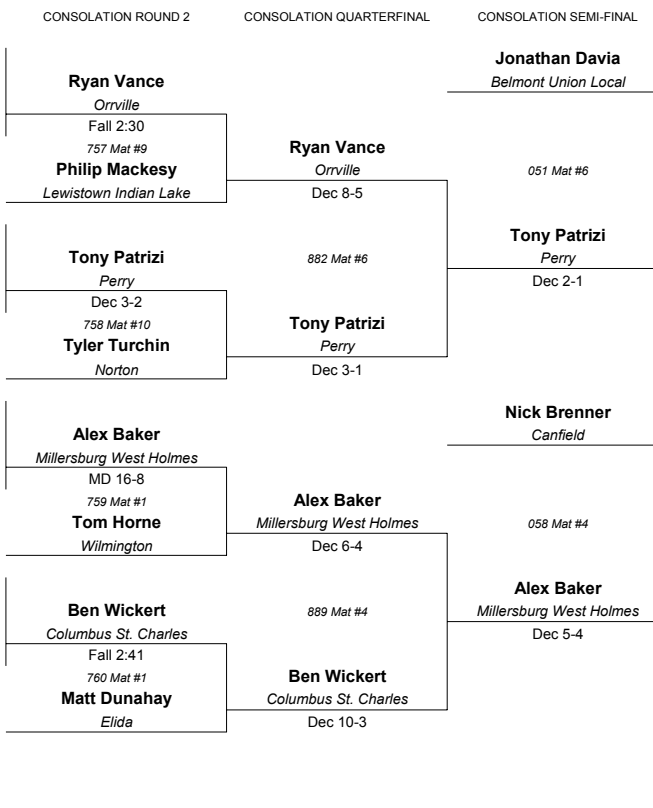 CONSOLATION ROUND 2
CONSOLATION QUARTERFINAL
CONSOLATION SEMI-FINAL
Ryan Vance
Orrville
Fall 2:30
757 Mat #9
Philip Mackesy
Lewistown Indian Lake
Tony Patrizi
Perry
Dec 3-2
758 Mat #10
Tyler Turchin
Norton
Alex Baker
Millersburg West Holmes
MD 16-8
759 Mat #1
Tom Horne
Wilmington
Ben Wickert
Columbus St. Charles
Fall 2:41
760 Mat #1
Matt Dunahay
Elida
Ryan Vance
Orrville
Dec 8-5
882 Mat #6
Tony Patrizi
Perry
Dec 3-1
Alex Baker
Millersburg West Holmes
Dec 6-4
889 Mat #4
Ben Wickert
Columbus St. Charles
Dec 10-3
Jonathan Davia
Belmont Union Local
051 Mat #6
Tony Patrizi
Perry
Dec 2-1
Nick Brenner
Canfield
058 Mat #4
Alex Baker
Millersburg West Holmes
Dec 5-4